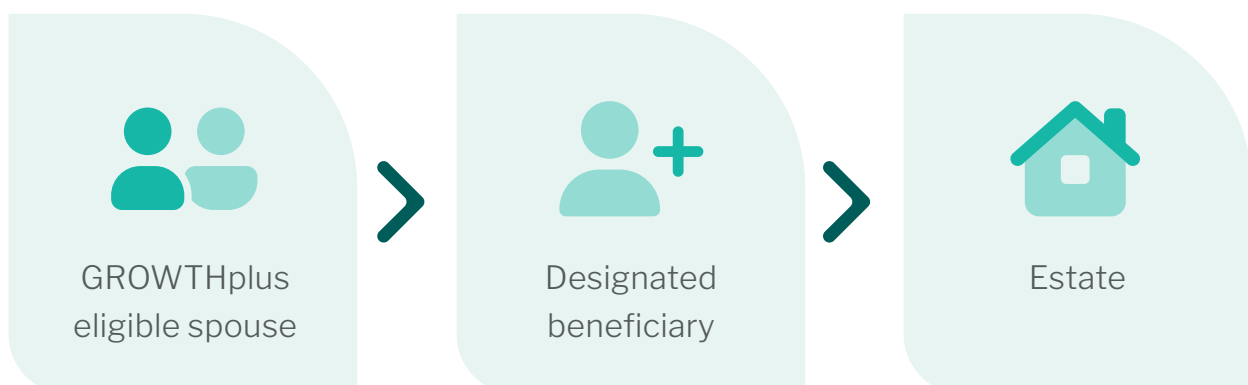 GROWTHplus
eligible spouse
Designated
beneficiary
Estate